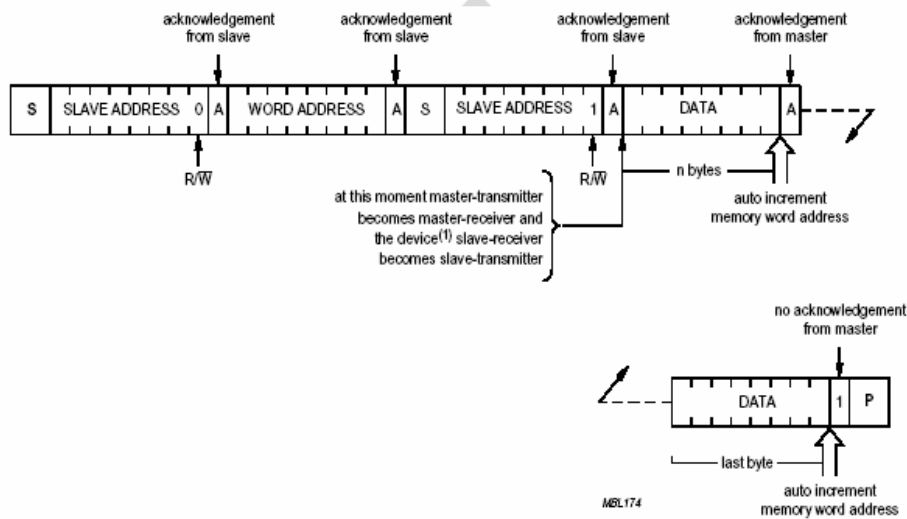 acknowledgement
from slave
acknowledgement
from slave
acknowledgement
from slave
acknowledgement
from master
S SLAVE ADDRESS 0 A WORD ADDRESS A S SLAVE ADDRESS 1 A DATA A
R/W̅
R/W̅
n bytes
at this moment master-transmitter
becomes master-receiver and
the device(1) slave-receiver
becomes slave-transmitter
auto increment
memory word address
no acknowledgement
from master
DATA 1 P
last byte
auto increment
memory word address
MBL174